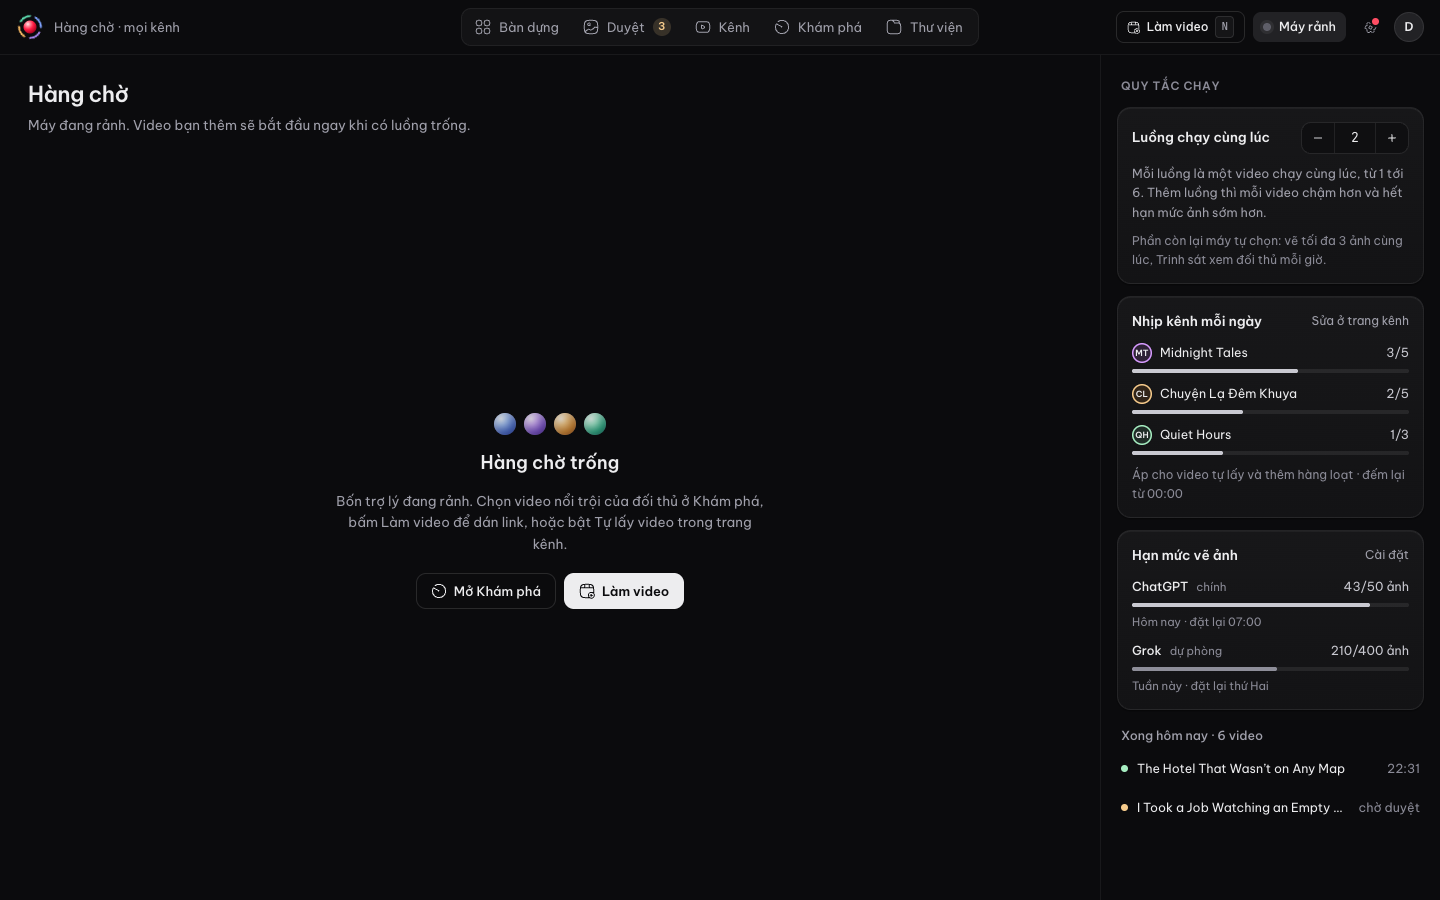 Hàng chờ · mọi kênh
Bàn dựng
Duyệt 3
Kênh
Khám phá
Thư viện
Làm video N
Máy rảnh
D
Hàng chờ
Máy đang rảnh. Video bạn thêm sẽ bắt đầu ngay khi có luồng trống.
Hàng chờ trống
Bốn trợ lý đang rảnh. Chọn video nổi trội của đối thủ ở Khám phá,
bấm Làm video để dán link, hoặc bật Tự lấy video trong trang
kênh.
Mở Khám phá
Làm video
QUY TẮC CHẠY
Luồng chạy cùng lúc − 2 +
Mỗi luồng là một video chạy cùng lúc, từ 1 tới
6. Thêm luồng thì mỗi video chậm hơn và hết
hạn mức ảnh sớm hơn.
Phần còn lại máy tự chọn: vẽ tối đa 3 ảnh cùng
lúc, Trinh sát xem đối thủ mỗi giờ.
Nhịp kênh mỗi ngày Sửa ở trang kênh
MT Midnight Tales 3/5
CL Chuyện Lạ Đêm Khuya 2/5
QH Quiet Hours 1/3
Áp cho video tự lấy và thêm hàng loạt · đếm lại
từ 00:00
Hạn mức vẽ ảnh Cài đặt
ChatGPT chính 43/50 ảnh
Hôm nay · đặt lại 07:00
Grok dự phòng 210/400 ảnh
Tuần này · đặt lại thứ Hai
Xong hôm nay · 6 video
The Hotel That Wasn't on Any Map 22:31
I Took a Job Watching an Empty ... chờ duyệt